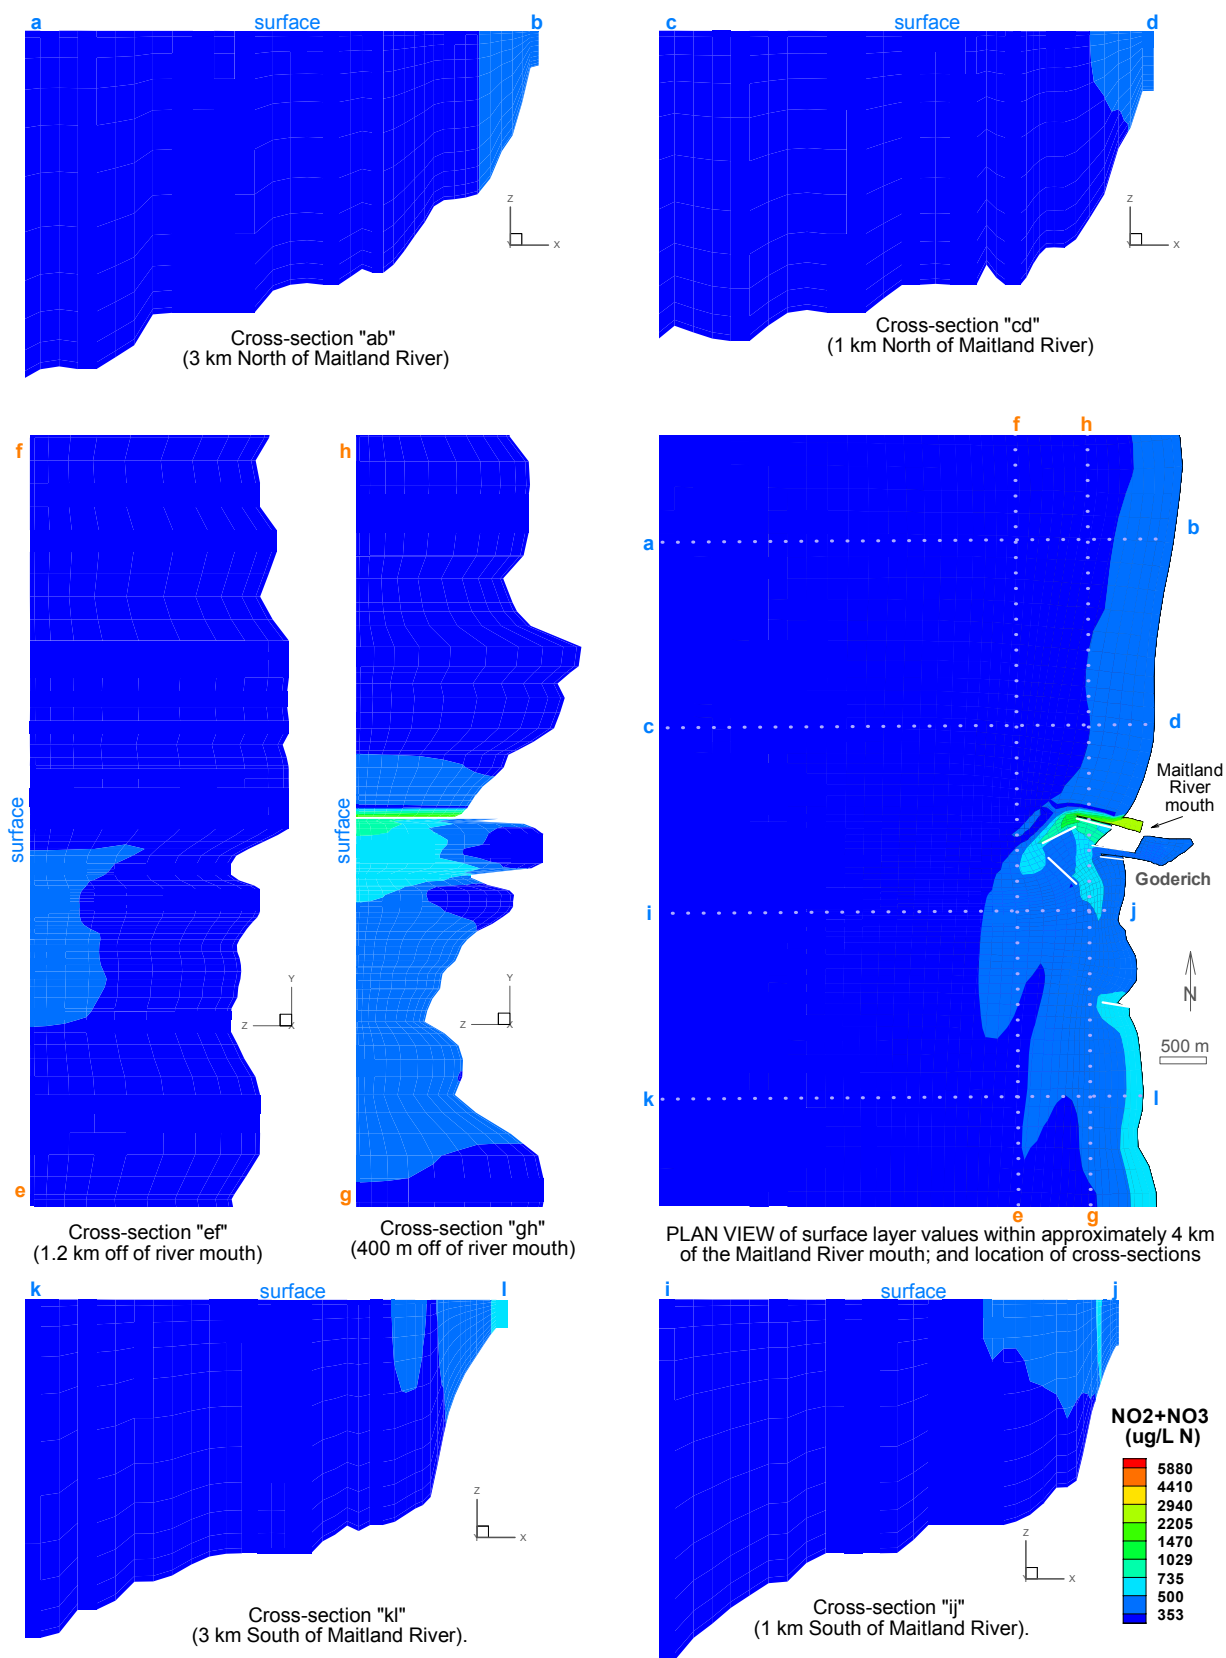 a surface b
Z
Y X
Cross-section "ab"
(3 km North of Maitland River)
c surface d
Z
Y X
Cross-section "cd"
(1 km North of Maitland River)
f
surface
Y
Z X
e
Cross-section "ef"
(1.2 km off of river mouth)
h
surface
Y
Z X
g
Cross-section "gh"
(400 m off of river mouth)
f h
a b
c d
Maitland
River
mouth
Goderich
i j
N
500 m
k l
e g
PLAN VIEW of surface layer values within approximately 4 km
of the Maitland River mouth; and location of cross-sections
k surface l
Z
Y X
Cross-section "kl"
(3 km South of Maitland River).
i surface j
Z
Y X
Cross-section "ij"
(1 km South of Maitland River).
NO2+NO3
(ug/L N)
5880
4410
2940
2205
1470
1029
735
500
353